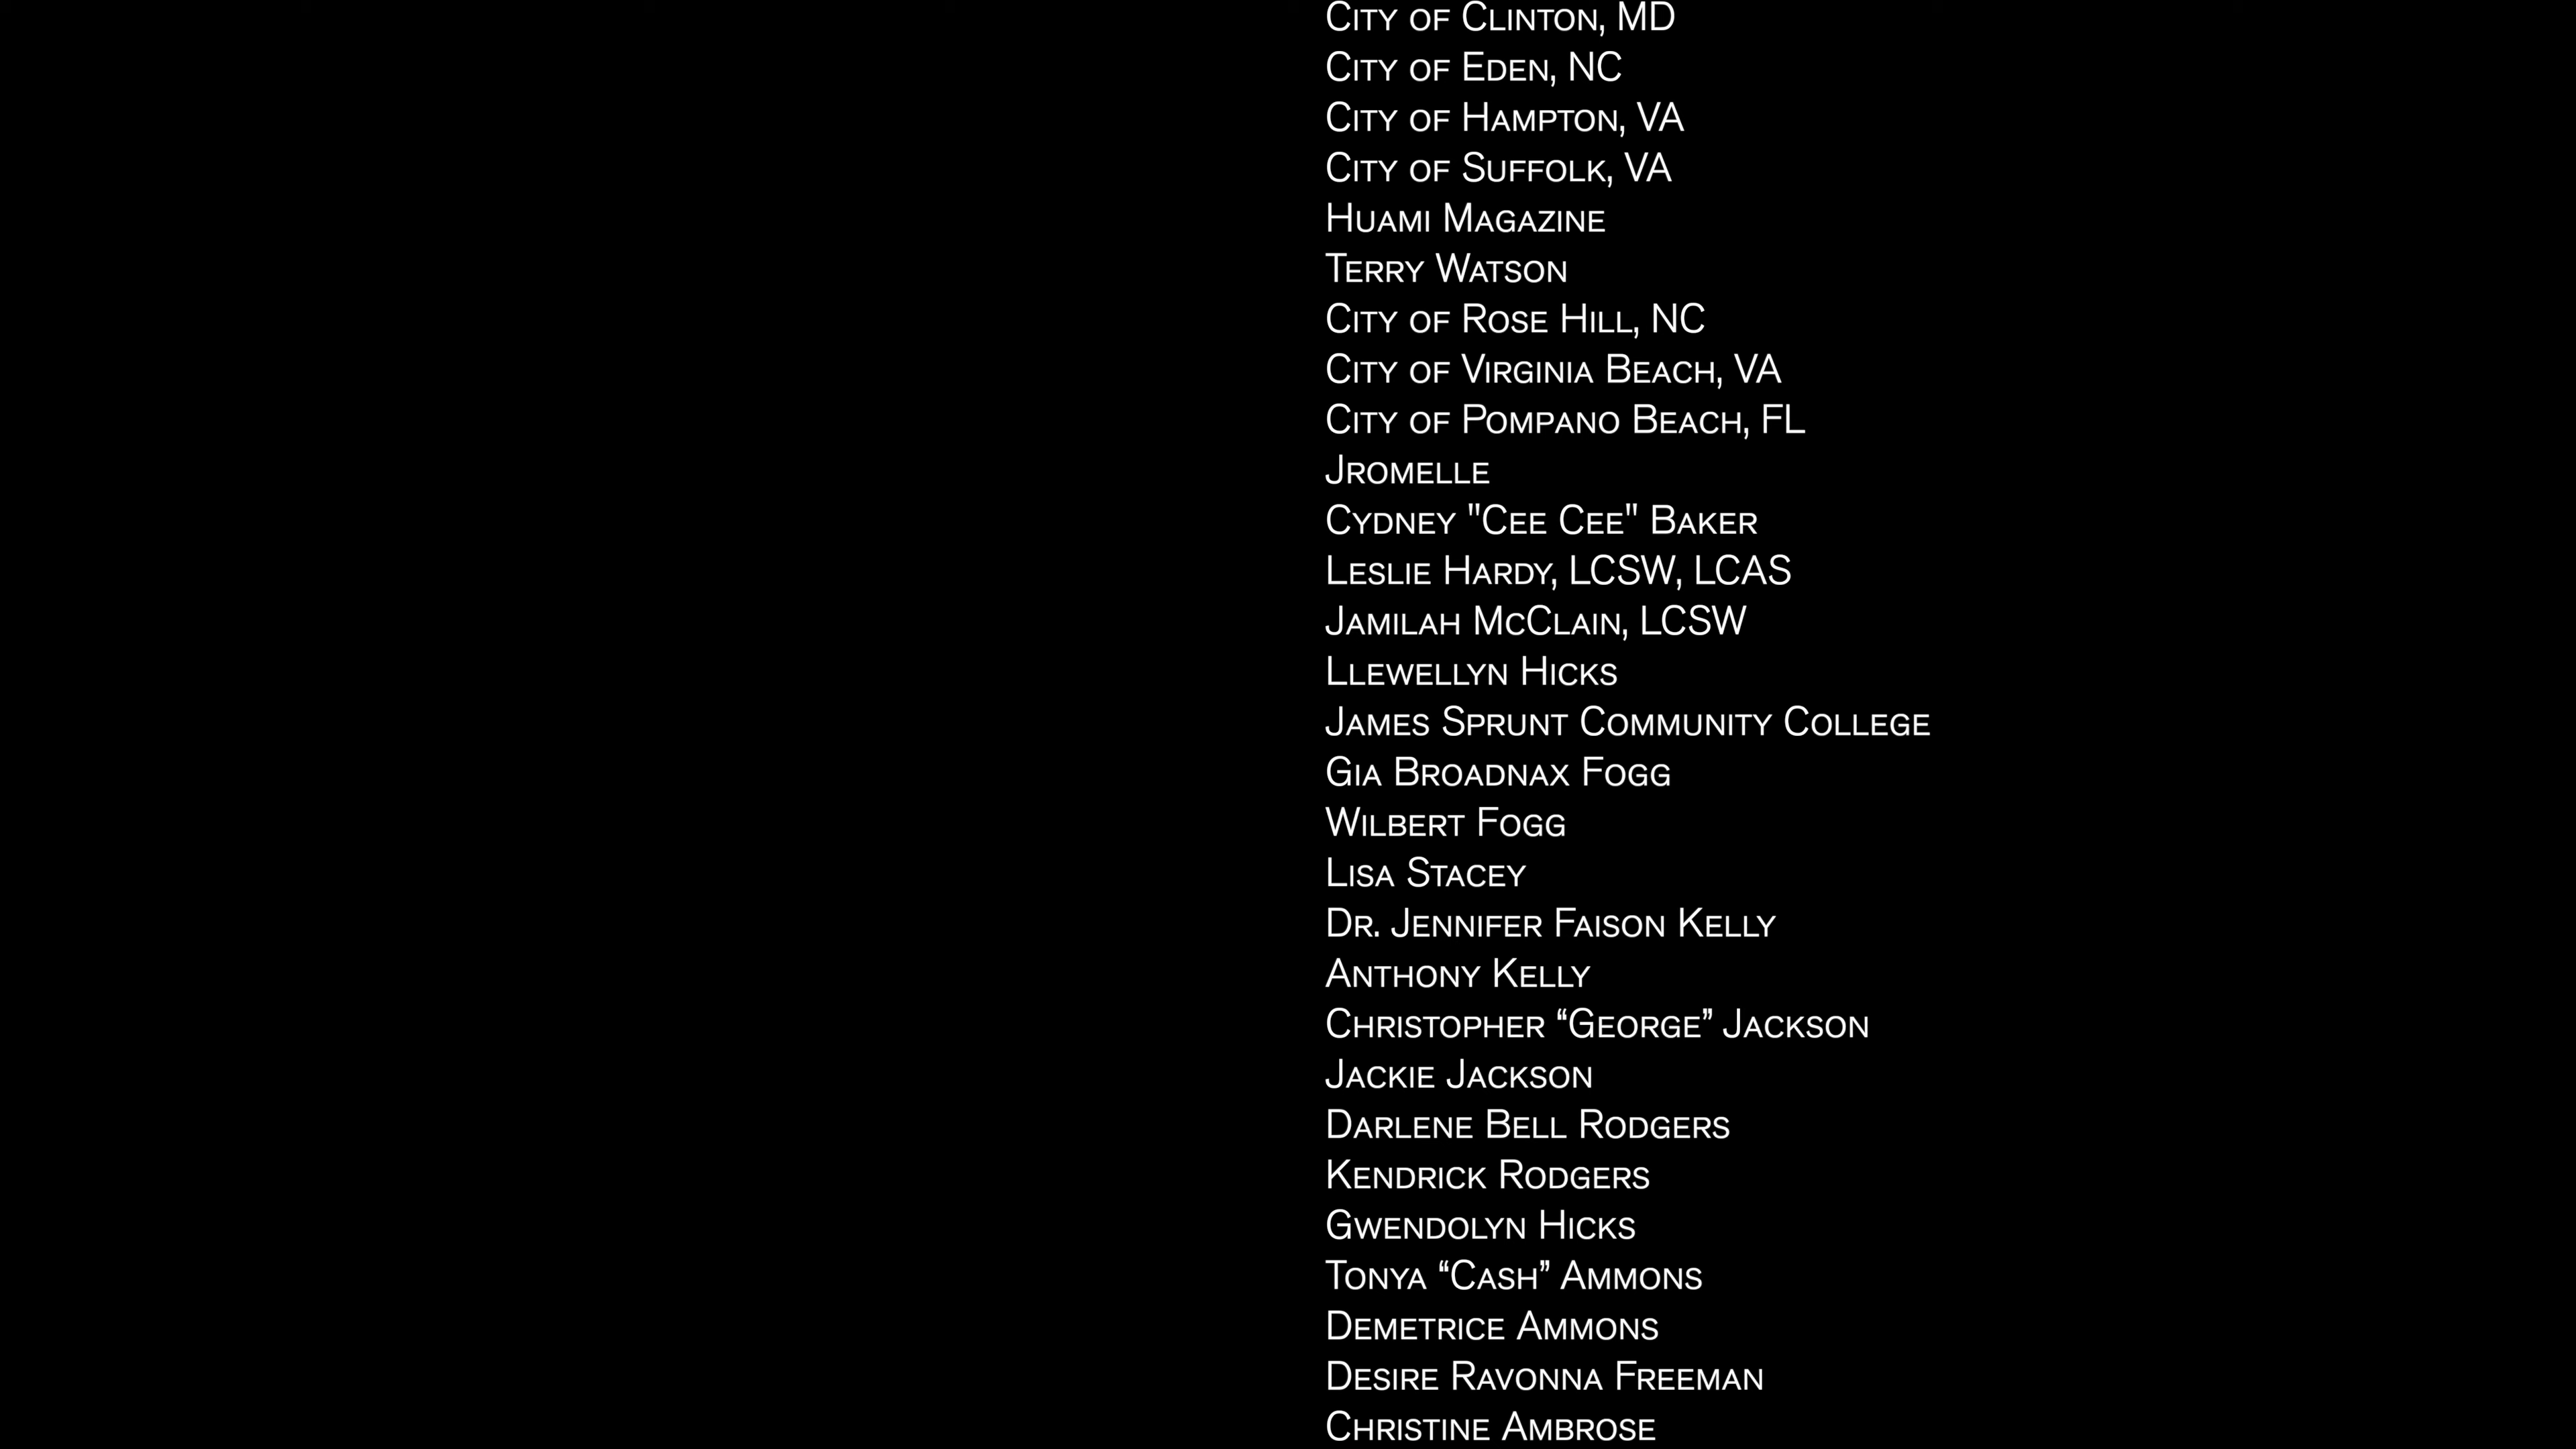 City of Clinton, MD
City of Eden, NC
City of Hampton, VA
City of Suffolk, VA
Huami Magazine
Terry Watson
City of Rose Hill, NC
City of Virginia Beach, VA
City of Pompano Beach, FL
Jromelle
Cydney "Cee Cee" Baker
Leslie Hardy, LCSW, LCAS
Jamilah McClain, LCSW
Llewellyn Hicks
James Sprunt Community College
Gia Broadnax Fogg
Wilbert Fogg
Lisa Stacey
Dr. Jennifer Faison Kelly
Anthony Kelly
Christopher “George” Jackson
Jackie Jackson
Darlene Bell Rodgers
Kendrick Rodgers
Gwendolyn Hicks
Tonya “Cash” Ammons
Demetrice Ammons
Desire Ravonna Freeman
Christine Ambrose